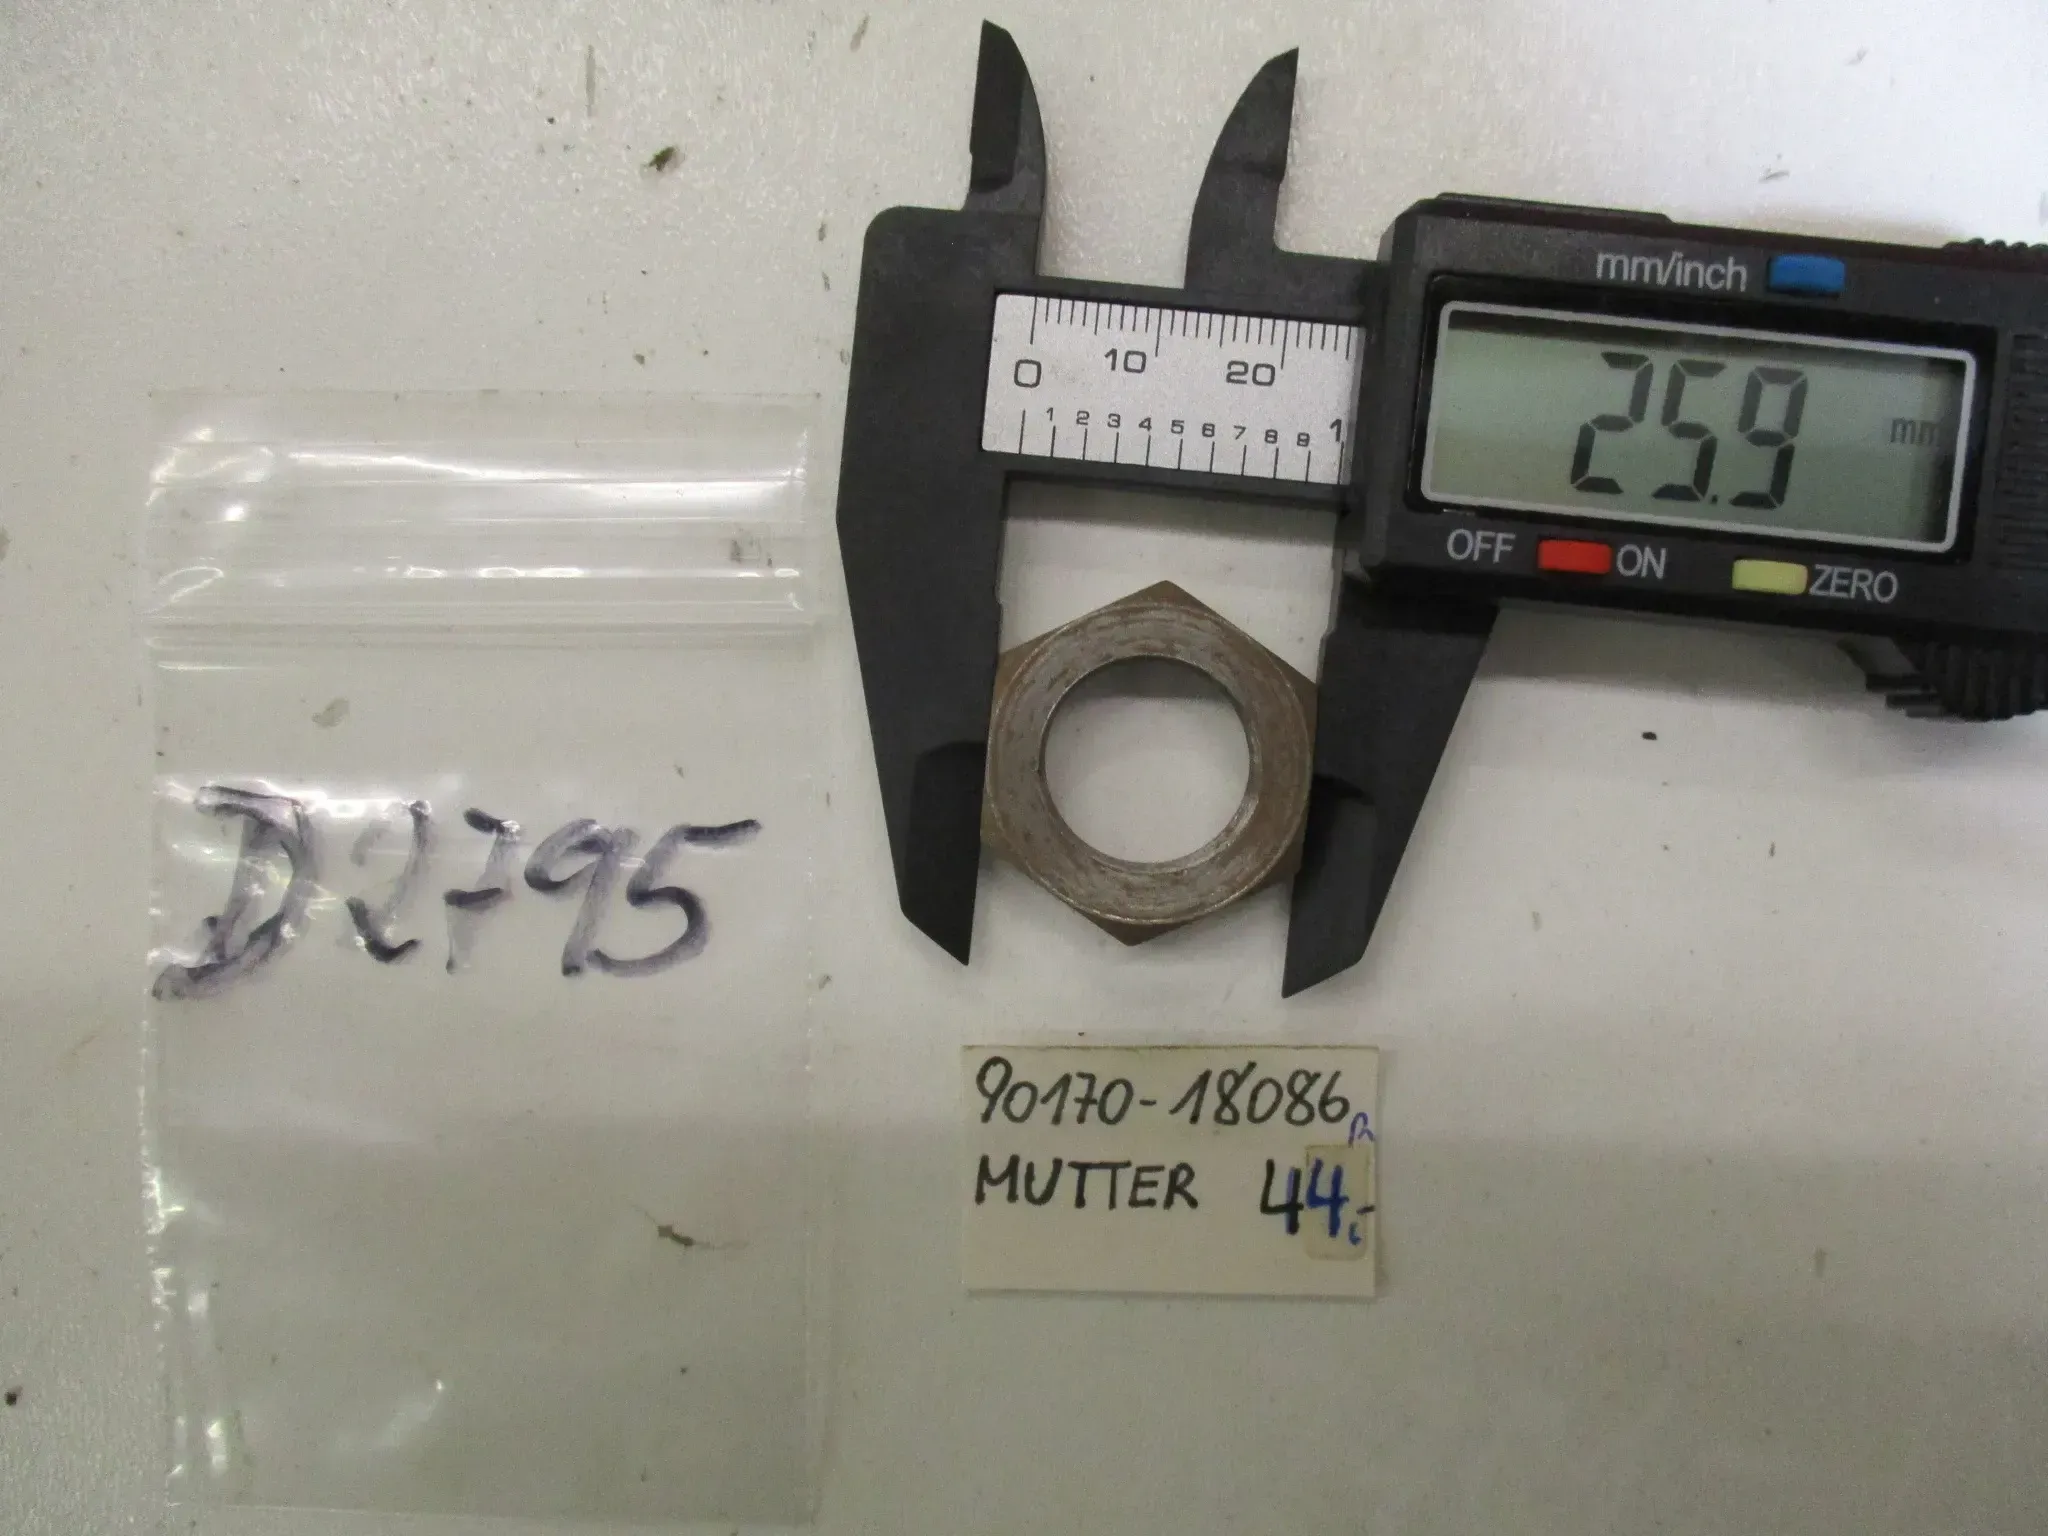 mm/inch
0 10 20
1 2 3 4 5 6 7 8 9 1
25.9 mm
OFF ON ZERO
D2795
90170-18086
MUTTER 44,-